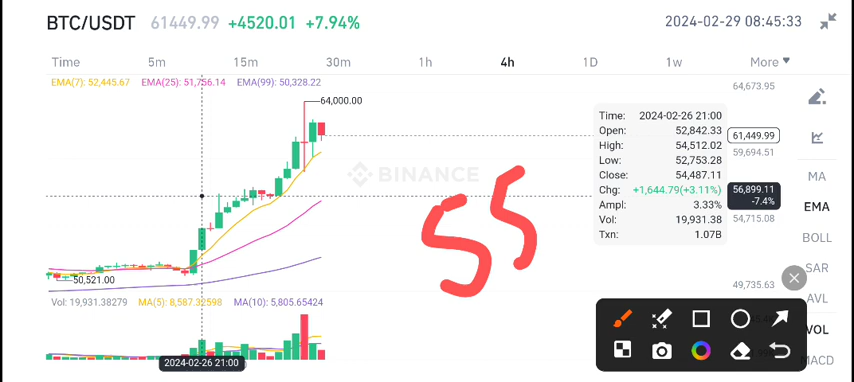 BTC/USDT 61449.99 +4520.01 +7.94% 2024-02-29 08:45:33
Time 5m 15m 30m 1h 4h 1D 1w More
EMA(7): 52,445.67 EMA(25): 51,756.14 EMA(99): 50,328.22
64,673.95
64,000.00
Time: 2024-02-26 21:00
Open: 52,842.33
High: 54,512.02
Low: 52,753.28
Close: 54,487.11
Chg: +1,644.79(+3.11%)
Ampl: 3.33%
Vol: 19,931.38
Txn: 1.07B
61,449.99
59,694.51
56,899.11
-7.4%
54,715.08
49,735.63
BINANCE
55
50,521.00
MA
EMA
BOLL
SAR
AVL
VOL
MACD
Vol: 19,931.38279 MA(5): 8,587.32598 MA(10): 5,805.65424
2024-02-26 21:00